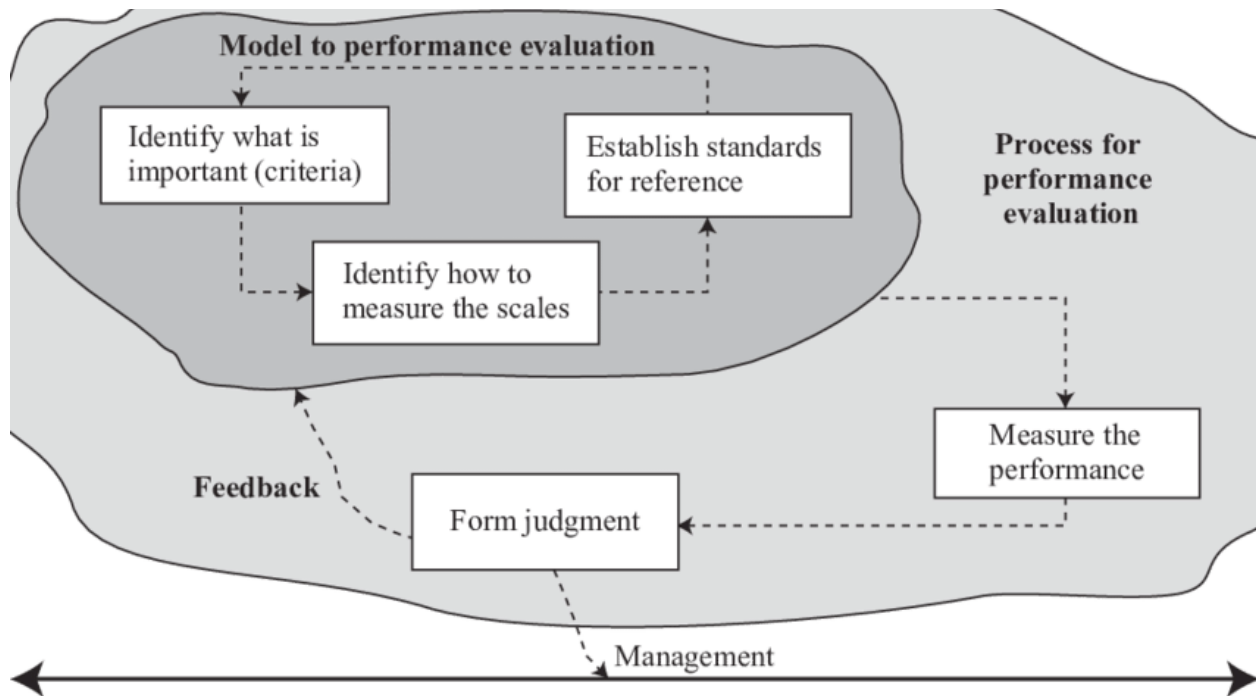 Model to performance evaluation
Identify what is
important (criteria)
Establish standards
for reference
Identify how to
measure the scales
Process for
performance
evaluation
Measure the
performance
Feedback
Form judgment
Management